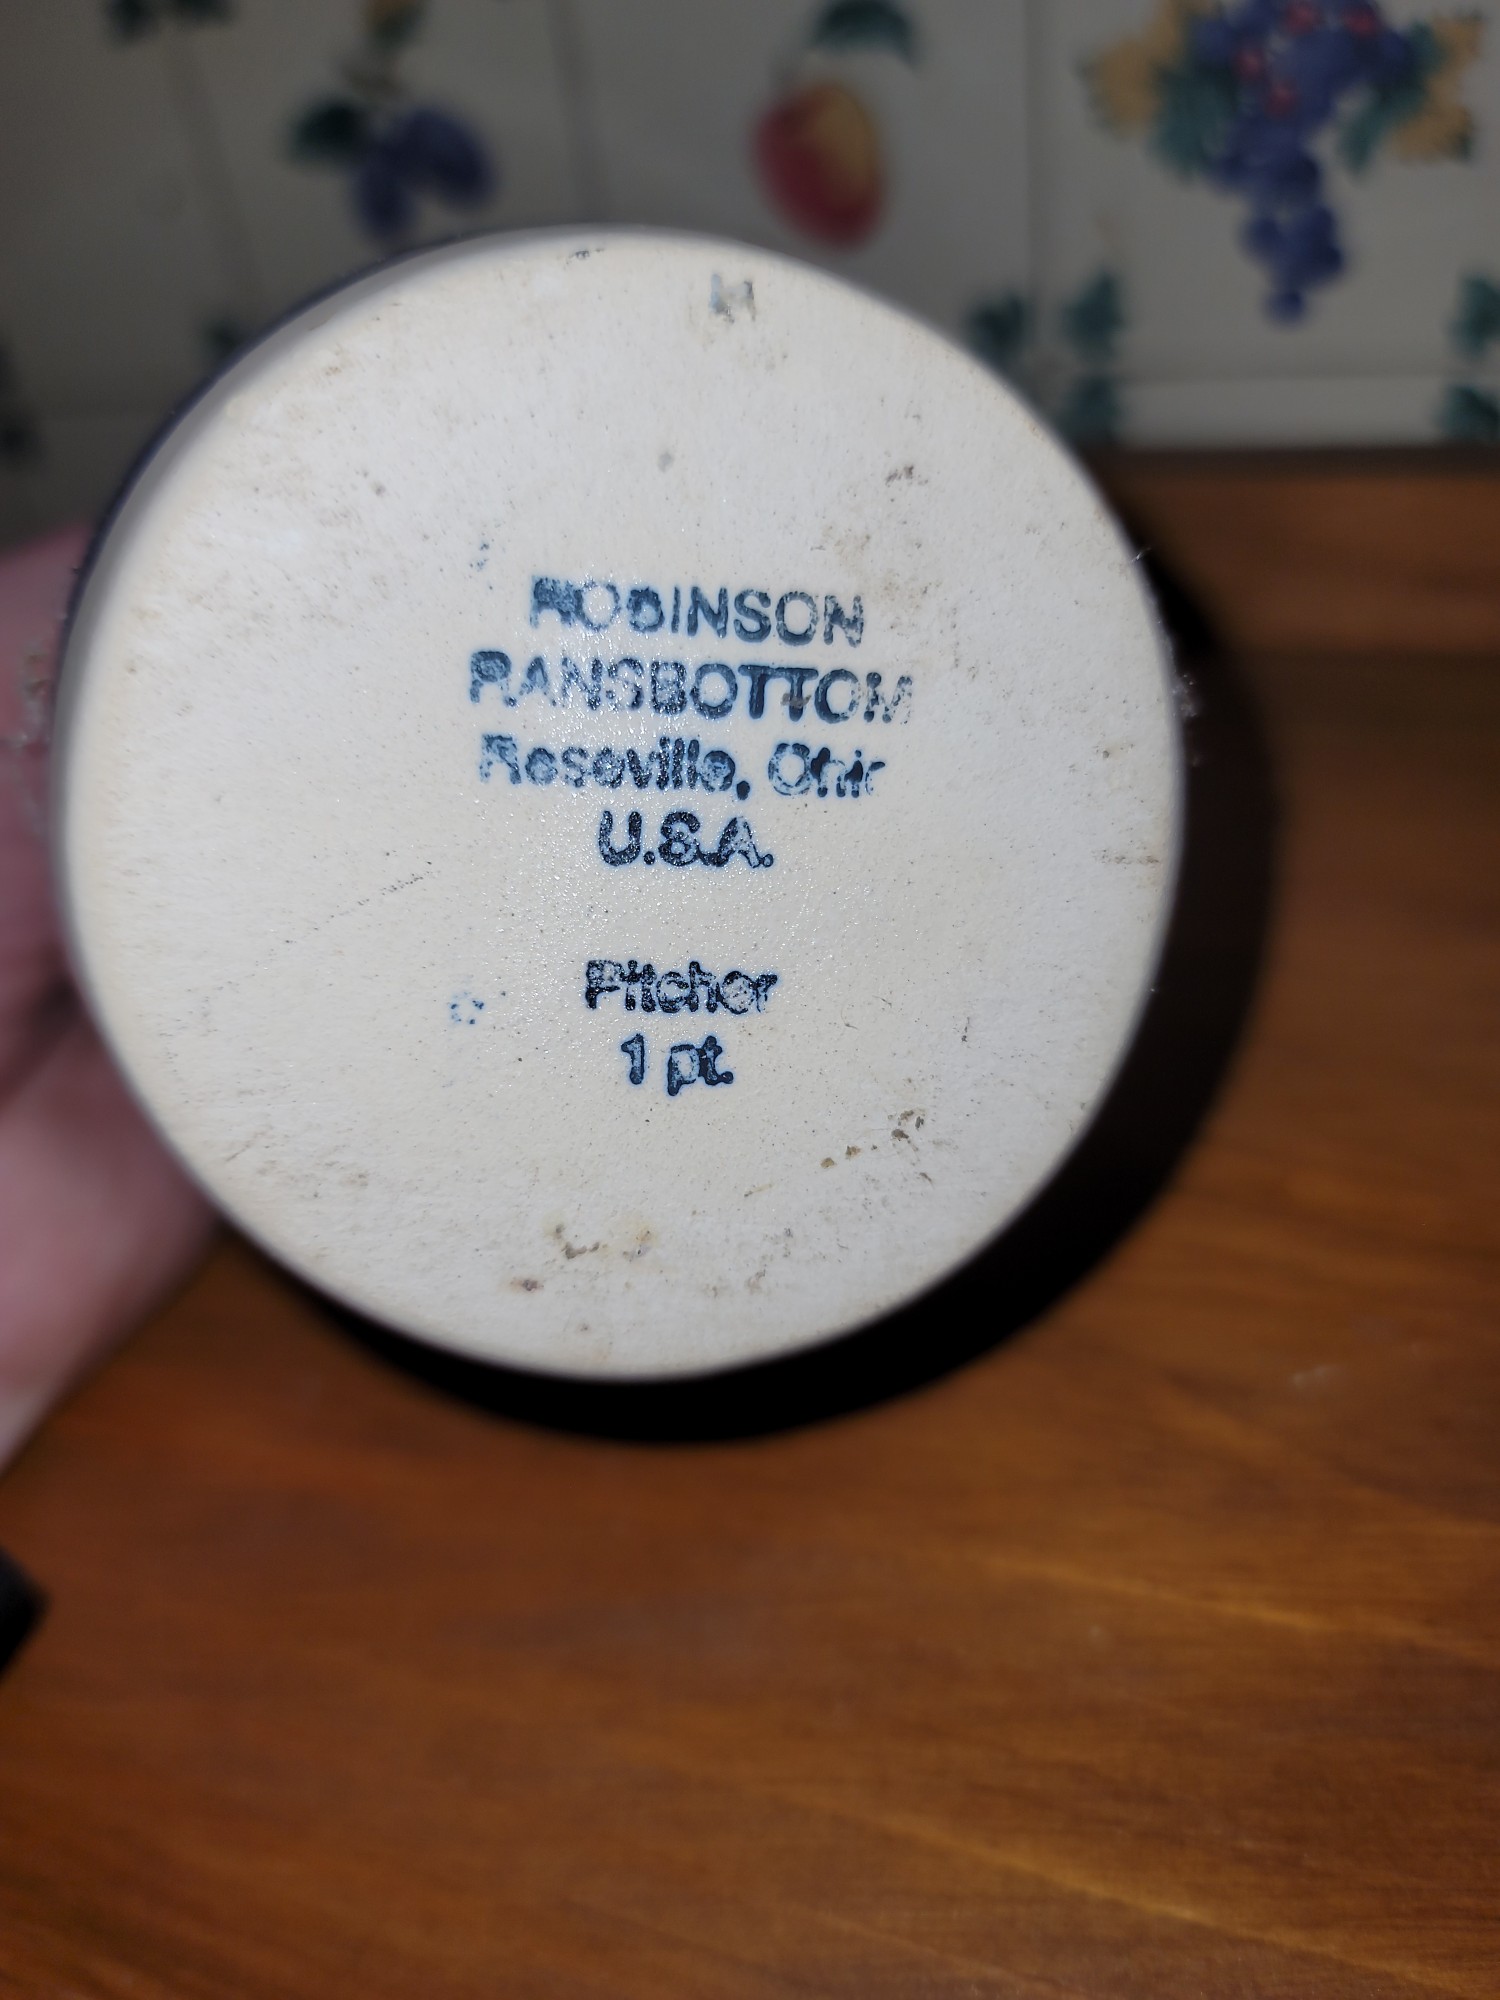 ROBINSON
RANSBOTTOM
Roseville, Ohio
U.S.A.
Pitcher
1 pt.